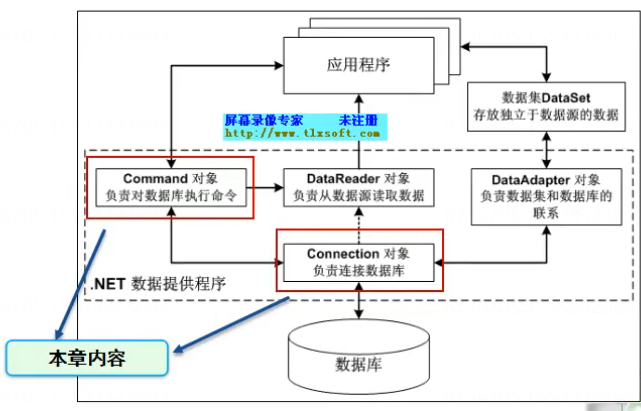 应用程序
数据集DataSet
存放独立于数据源的数据
屏幕录像专家 未注册
http://www.tlxsoft.com
Command 对象
负责对数据库执行命令
DataReader 对象
负责从数据源读取数据
DataAdapter 对象
负责数据集和数据库的
联系
Connection 对象
负责连接数据库
.NET 数据提供程序
本章内容
数据库